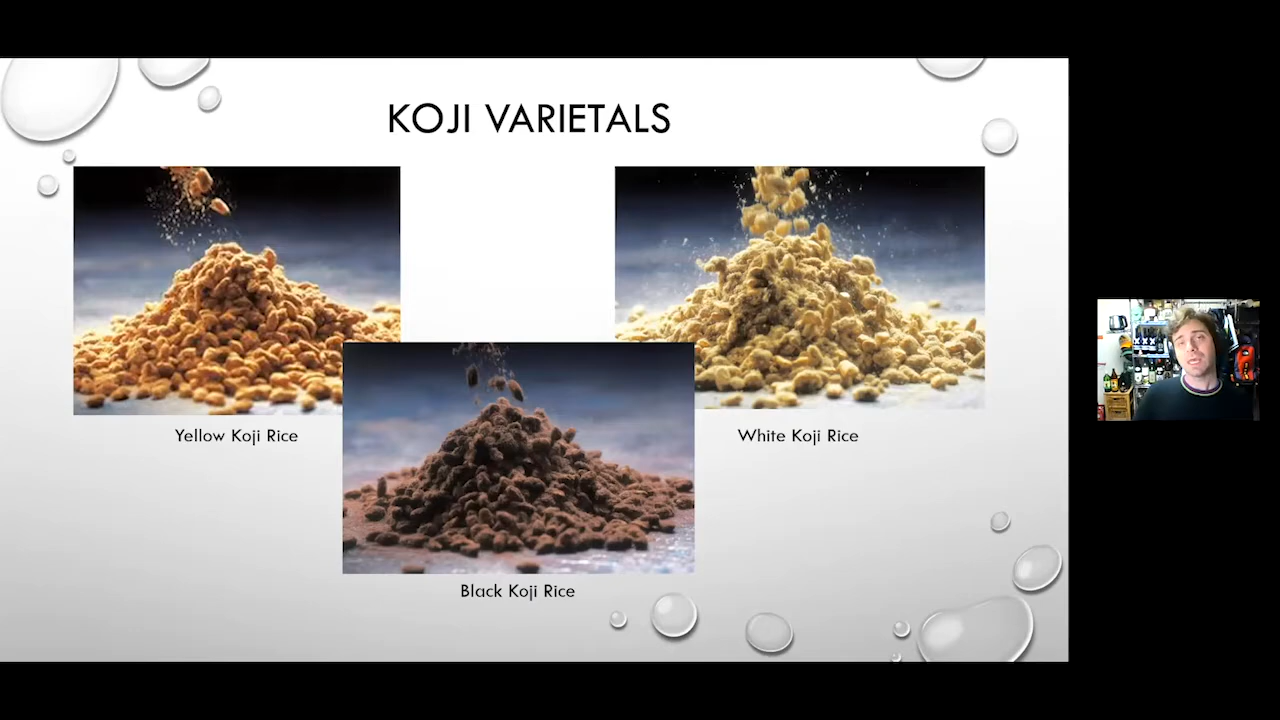 KOJI VARIETALS
Yellow Koji Rice
White Koji Rice
Black Koji Rice